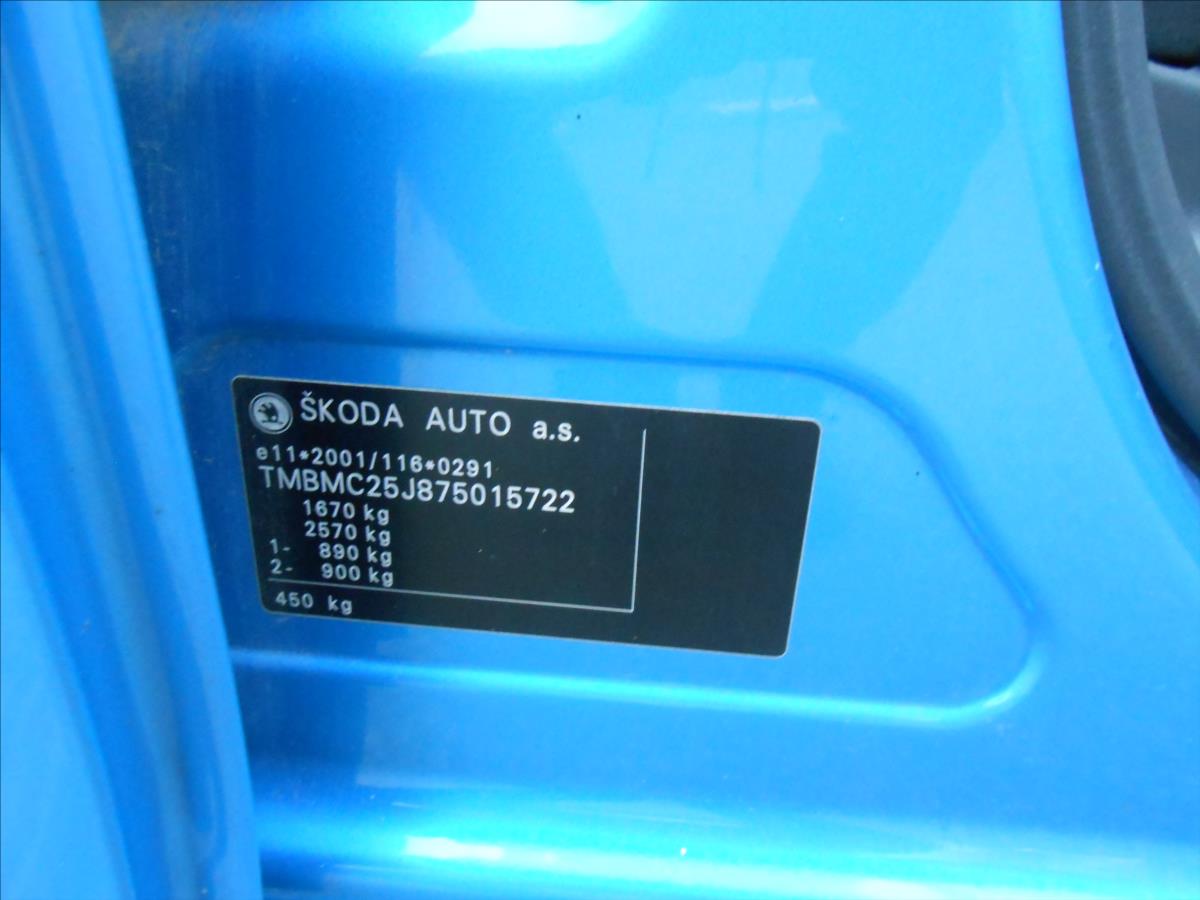 ŠKODA AUTO a.s.
e11*2001/116*0291
TMBMC25J875015722
1670 kg
2570 kg
1- 890 kg
2- 900 kg
450 kg